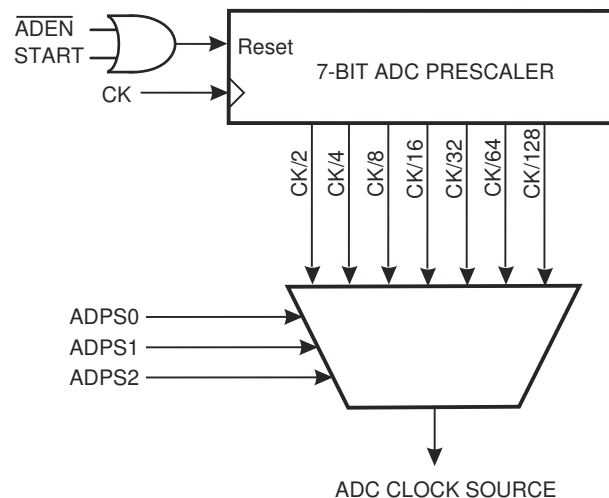 ADEN
START
Reset
7-BIT ADC PRESCALER
CK
CK/2
CK/4
CK/8
CK/16
CK/32
CK/64
CK/128
ADPS0
ADPS1
ADPS2
ADC CLOCK SOURCE